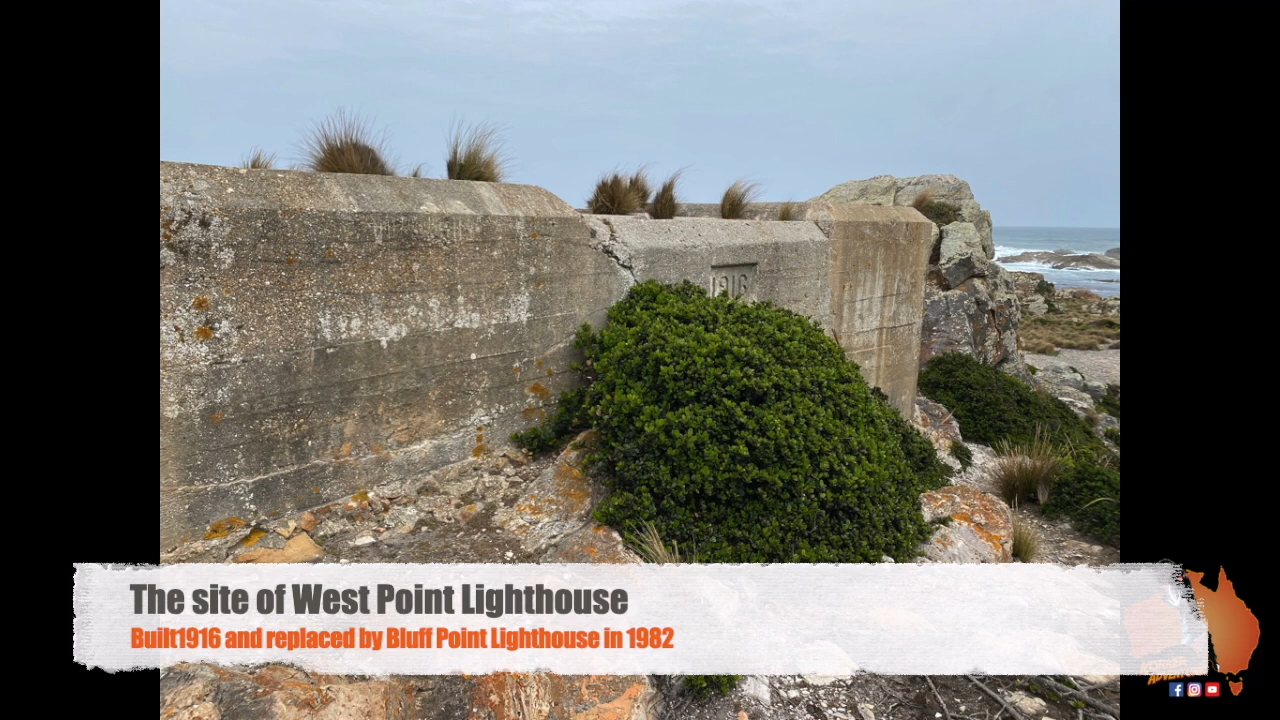 1916
The site of West Point Lighthouse
Built1916 and replaced by Bluff Point Lighthouse in 1982